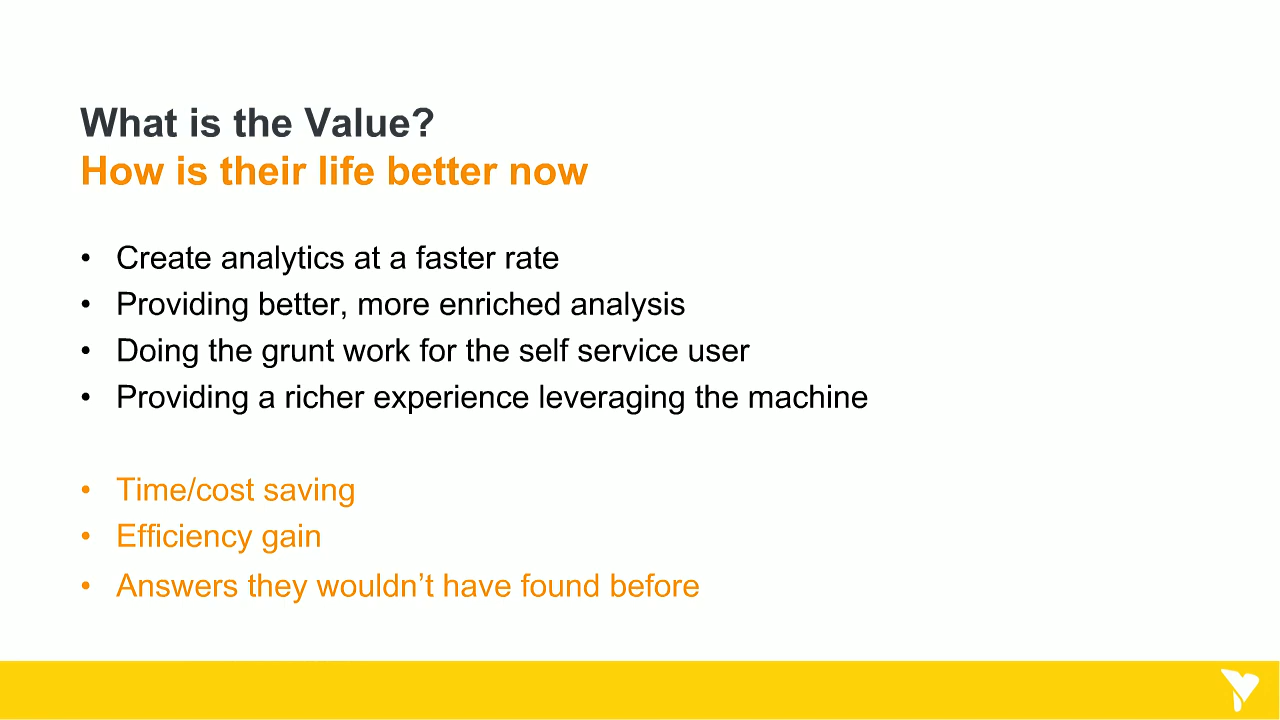 What is the Value?
How is their life better now
• Create analytics at a faster rate
• Providing better, more enriched analysis
• Doing the grunt work for the self service user
• Providing a richer experience leveraging the machine
• Time/cost saving
• Efficiency gain
• Answers they wouldn’t have found before